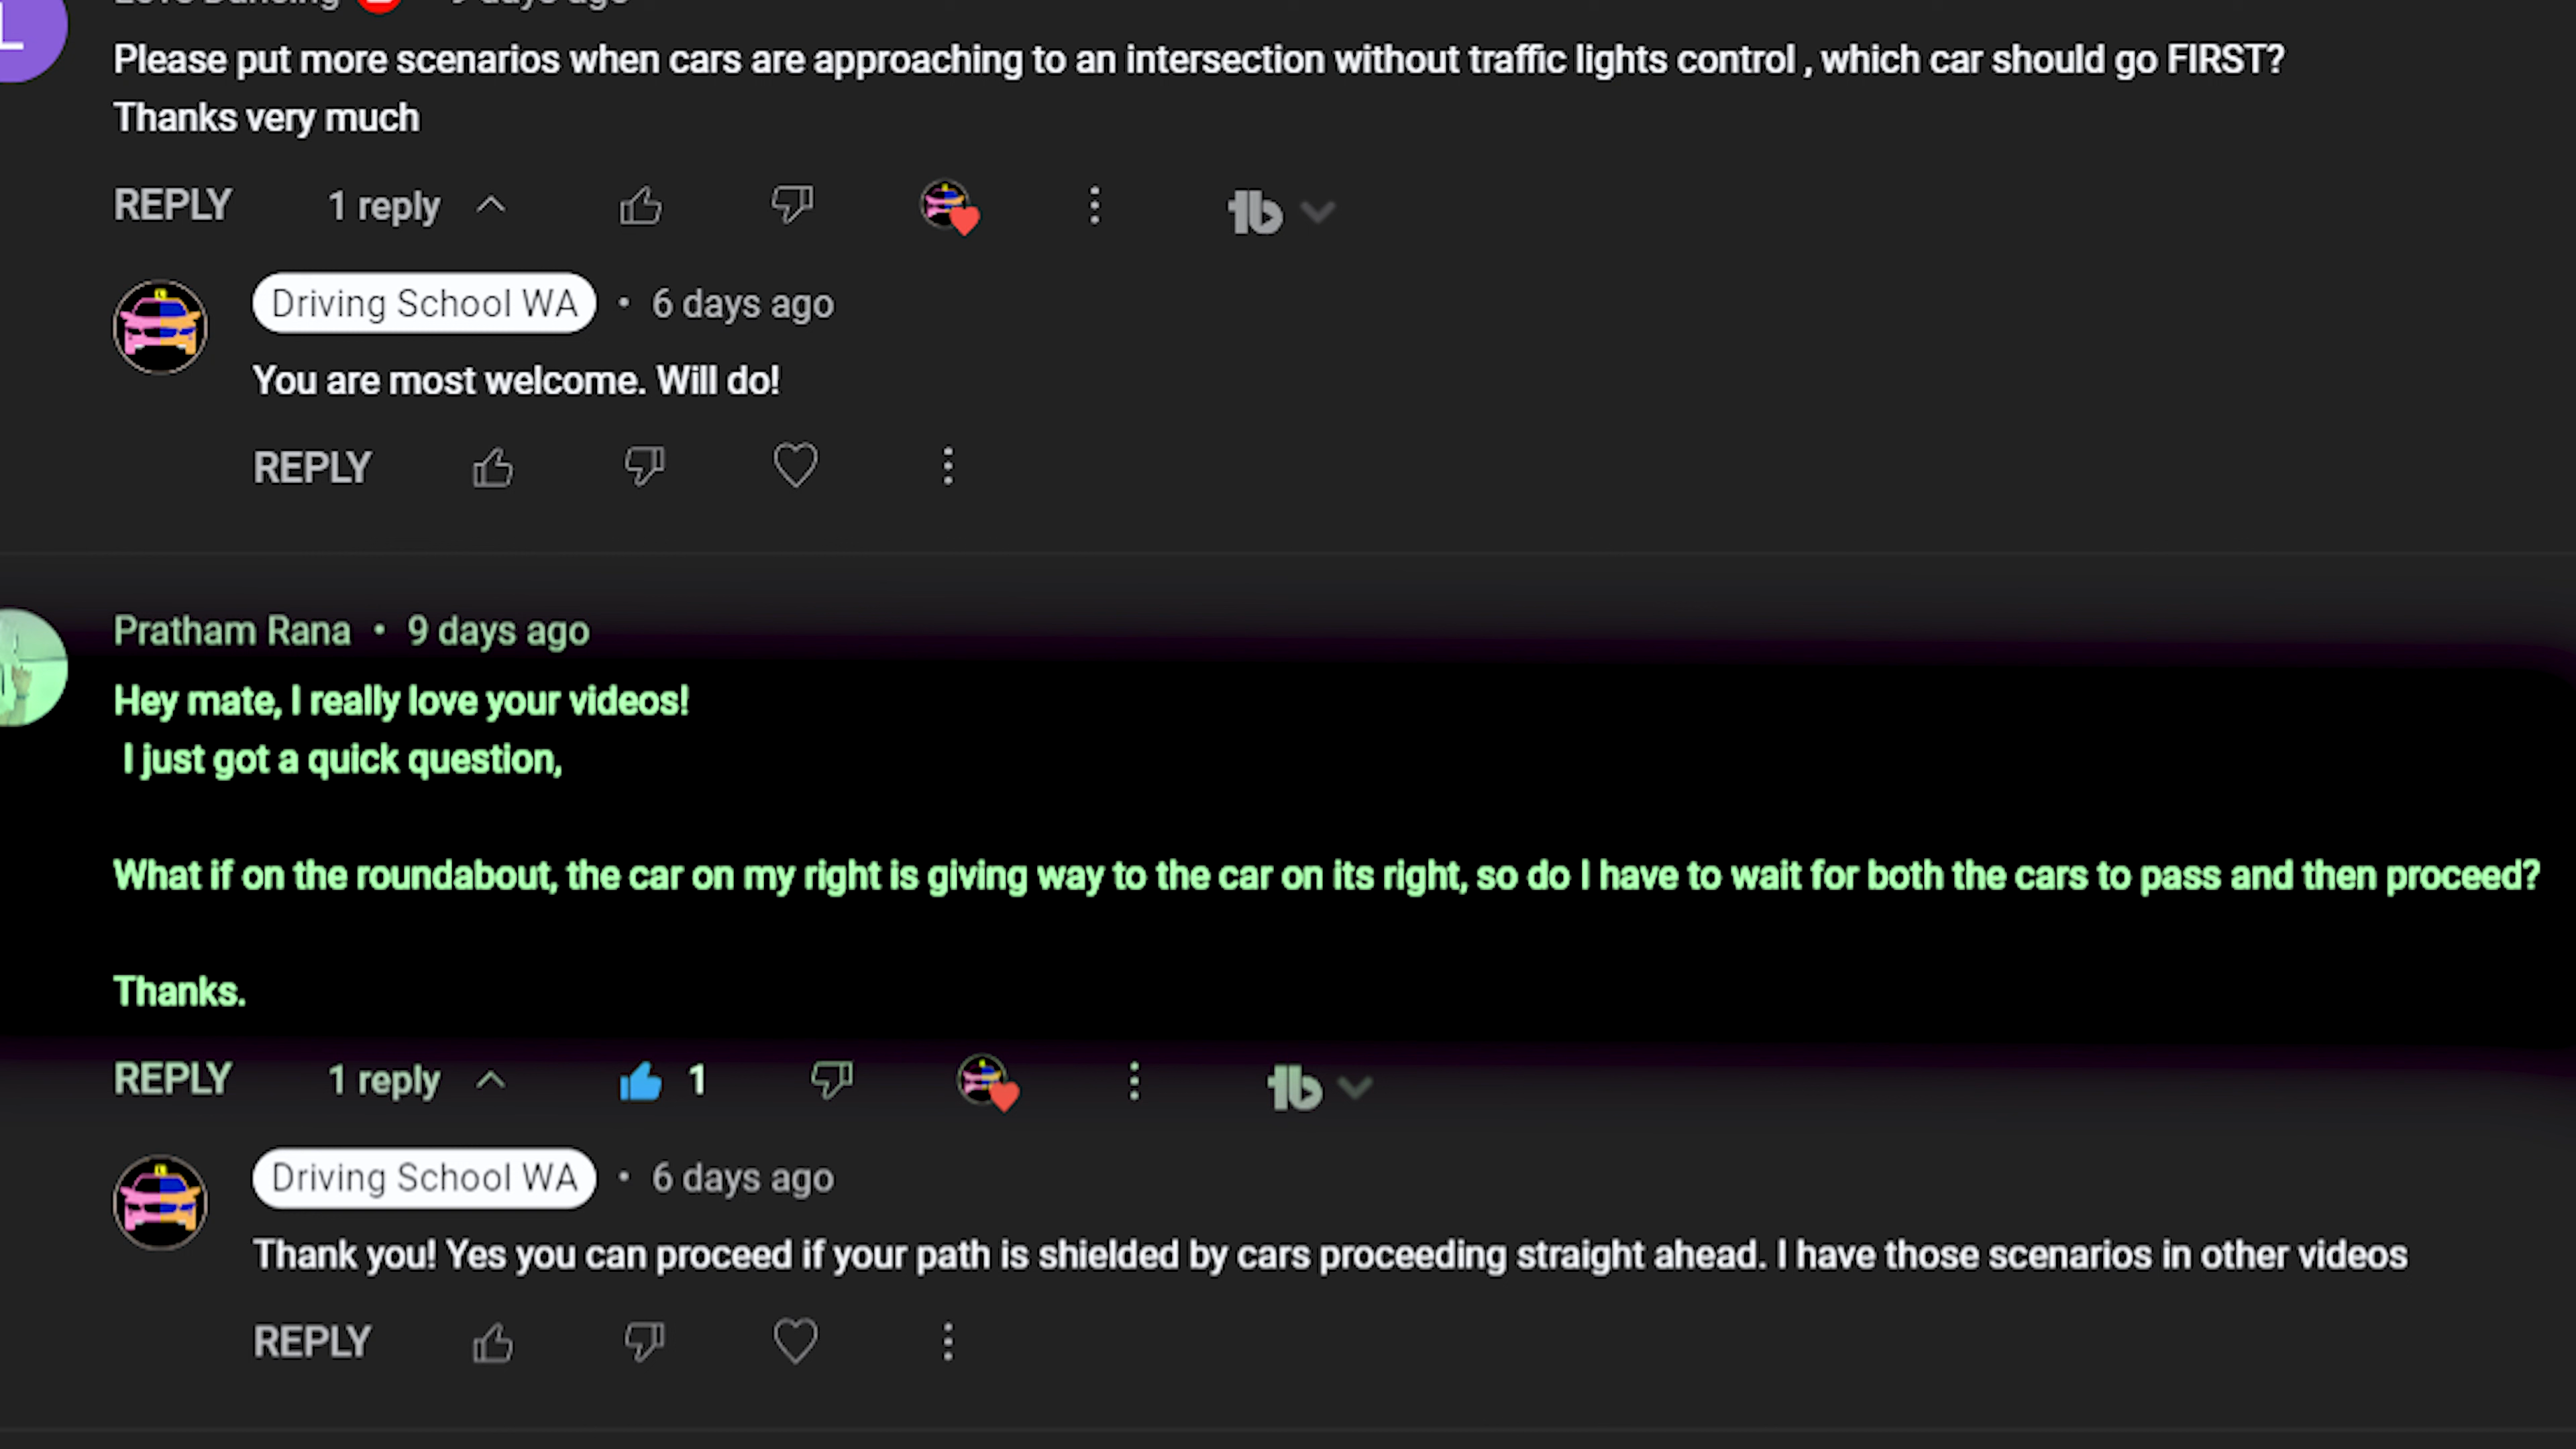 L
Please put more scenarios when cars are approaching to an intersection without traffic lights control , which car should go FIRST?
Thanks very much
REPLY 1 reply
Driving School WA • 6 days ago
You are most welcome. Will do!
REPLY
Pratham Rana • 9 days ago
Hey mate, I really love your videos!
I just got a quick question,
What if on the roundabout, the car on my right is giving way to the car on its right, so do I have to wait for both the cars to pass and then proceed?
Thanks.
REPLY 1 reply 1
Driving School WA • 6 days ago
Thank you! Yes you can proceed if your path is shielded by cars proceeding straight ahead. I have those scenarios in other videos
REPLY